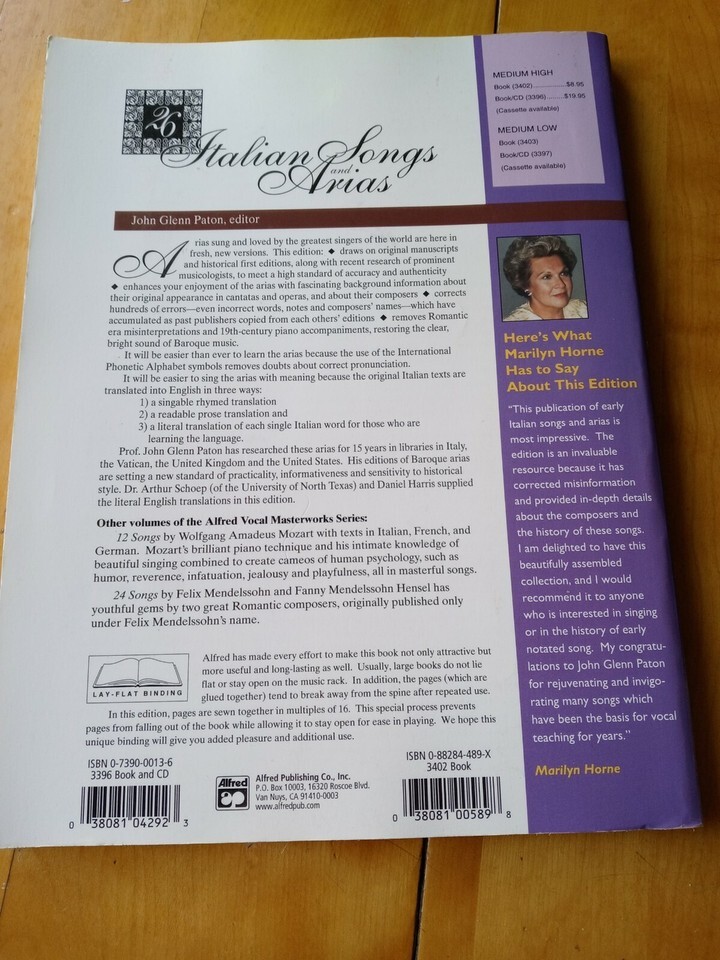 MEDIUM HIGH
Book (3402)..............$8.95
Book/CD (3396)........$19.95
(Cassette available)
MEDIUM LOW
Book (3403)
Book/CD (3397)
(Cassette available)
26
Italian Songs
and
Arias
John Glenn Paton, editor
Arias sung and loved by the greatest singers of the world are here in
fresh, new versions. This edition: ◆ draws on original manuscripts
and historical first editions, along with recent research of prominent
musicologists, to meet a high standard of accuracy and authenticity
◆ enhances your enjoyment of the arias with fascinating background information about
their original appearance in cantatas and operas, and about their composers ◆ corrects
hundreds of errors—even incorrect words, notes and composers' names—which have
accumulated as past publishers copied from each others' editions ◆ removes Romantic
era misinterpretations and 19th-century piano accompaniments, restoring the clear,
bright sound of Baroque music.
It will be easier than ever to learn the arias because the use of the International
Phonetic Alphabet symbols removes doubts about correct pronunciation.
It will be easier to sing the arias with meaning because the original Italian texts are
translated into English in three ways:
1) a singable rhymed translation
2) a readable prose translation and
3) a literal translation of each single Italian word for those who are
learning the language.
Prof. John Glenn Paton has researched these arias for 15 years in libraries in Italy,
the Vatican, the United Kingdom and the United States. His editions of Baroque arias
are setting a new standard of practicality, informativeness and sensitivity to historical
style. Dr. Arthur Schoep (of the University of North Texas) and Daniel Harris supplied
the literal English translations in this edition.
Other volumes of the Alfred Vocal Masterworks Series:
12 Songs by Wolfgang Amadeus Mozart with texts in Italian, French, and
German. Mozart's brilliant piano technique and his intimate knowledge of
beautiful singing combined to create cameos of human psychology, such as
humor, reverence, infatuation, jealousy and playfulness, all in masterful songs.
24 Songs by Felix Mendelssohn and Fanny Mendelssohn Hensel has
youthful gems by two great Romantic composers, originally published only
under Felix Mendelssohn's name.
LAY-FLAT BINDING
Alfred has made every effort to make this book not only attractive but
more useful and long-lasting as well. Usually, large books do not lie
flat or stay open on the music rack. In addition, the pages (which are
glued together) tend to break away from the spine after repeated use.
In this edition, pages are sewn together in multiples of 16. This special process prevents
pages from falling out of the book while allowing it to stay open for ease in playing. We hope this
unique binding will give you added pleasure and additional use.
ISBN 0-7390-0013-6
3396 Book and CD
0 38081 04292 3
Alfred
Alfred Publishing Co., Inc.
P.O. Box 10003, 16320 Roscoe Blvd.
Van Nuys, CA 91410-0003
www.alfredpub.com
ISBN 0-88284-489-X
3402 Book
0 38081 00589 8
Here's What
Marilyn Horne
Has to Say
About This Edition
"This publication of early
Italian songs and arias is
most impressive. The
edition is an invaluable
resource because it has
corrected misinformation
and provided in-depth details
about the composers and
the history of these songs.
I am delighted to have this
beautifully assembled
collection, and I would
recommend it to anyone
who is interested in singing
or in the history of early
notated song. My congratu-
lations to John Glenn Paton
for rejuvenating and invigo-
rating many songs which
have been the basis for vocal
teaching for years."
Marilyn Horne